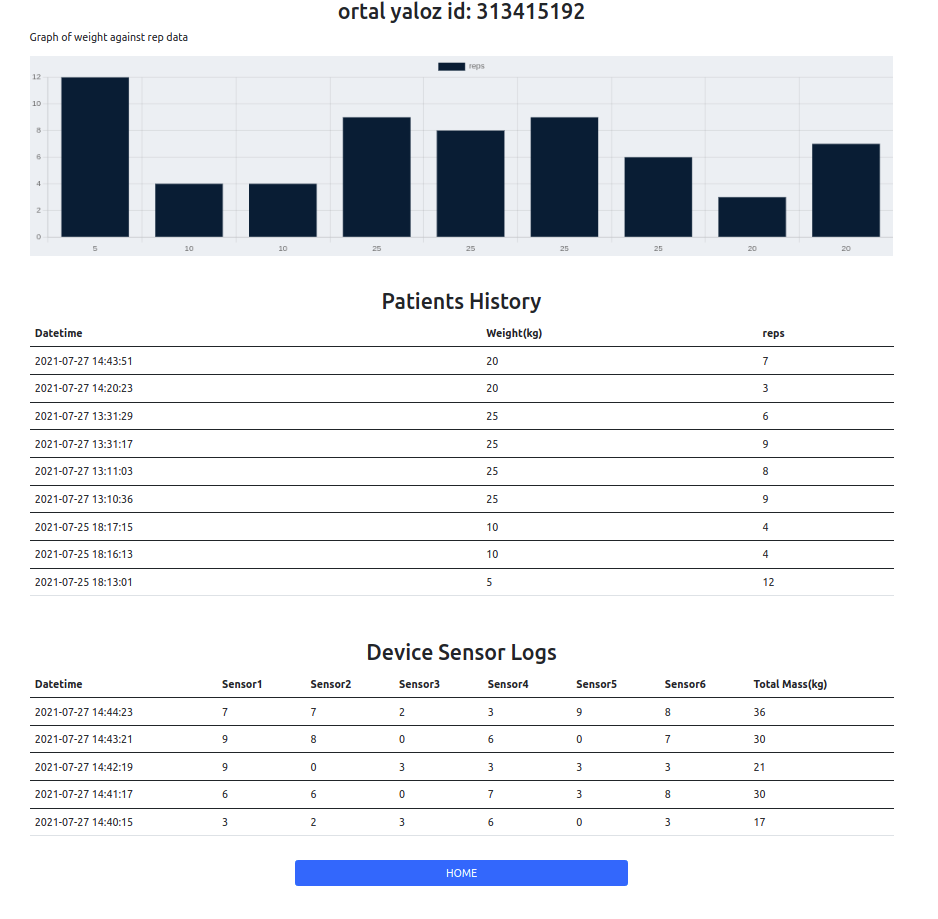 ortal yaloz id: 313415192
Graph of weight against rep data
reps
12
10
8
6
4
2
0
5 10 10 25 25 25 25 20 20
Patients History
Datetime Weight(kg) reps
2021-07-27 14:43:51 20 7
2021-07-27 14:20:23 20 3
2021-07-27 13:31:29 25 6
2021-07-27 13:31:17 25 9
2021-07-27 13:11:03 25 8
2021-07-27 13:10:36 25 9
2021-07-25 18:17:15 10 4
2021-07-25 18:16:13 10 4
2021-07-25 18:13:01 5 12
Device Sensor Logs
Datetime Sensor1 Sensor2 Sensor3 Sensor4 Sensor5 Sensor6 Total Mass(kg)
2021-07-27 14:44:23 7 7 2 3 9 8 36
2021-07-27 14:43:21 9 8 0 6 0 7 30
2021-07-27 14:42:19 9 0 3 3 3 3 21
2021-07-27 14:41:17 6 6 0 7 3 8 30
2021-07-27 14:40:15 3 2 3 6 0 3 17
HOME